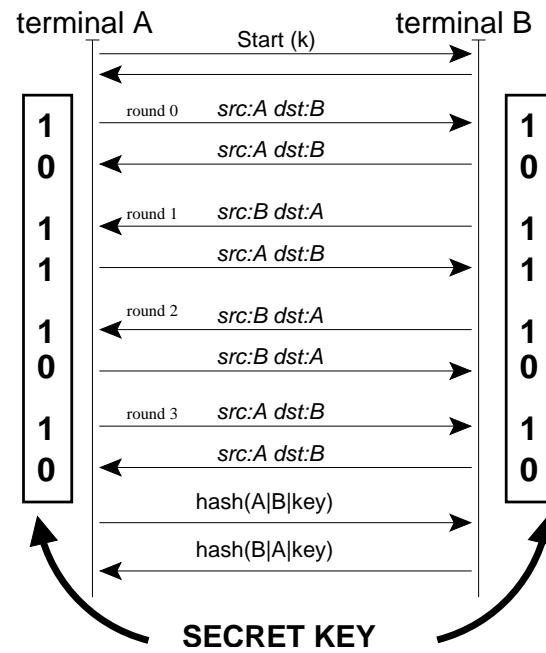 terminal A terminal B
Start (k)
round 0 src:A dst:B
1 1
src:A dst:B
0 0
round 1 src:B dst:A
1 1
src:A dst:B
1 1
round 2 src:B dst:A
1 1
src:B dst:A
0 0
round 3 src:A dst:B
1 1
src:A dst:B
0 0
hash(A|B|key)
hash(B|A|key)
SECRET KEY